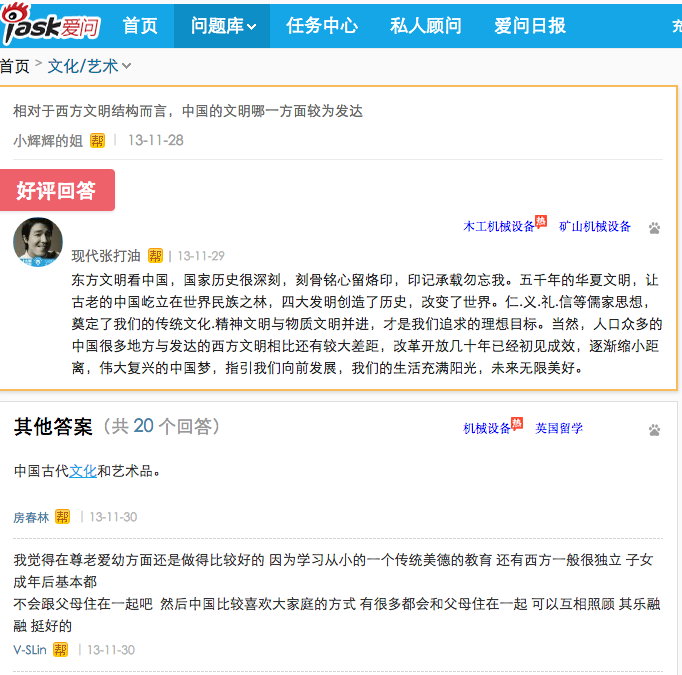 iask爱问 首页 问题库 任务中心 私人顾问 爱问日报
首页 > 文化/艺术
相对于西方文明结构而言，中国的文明哪一方面较为发达
小辉辉的姐 帮 | 13-11-28
好评回答
木工机械设备 热 矿山机械设备
现代张打油 帮 | 13-11-29
东方文明看中国，国家历史很深刻，刻骨铭心留烙印，印记承载勿忘我。五千年的华夏文明，让
古老的中国屹立在世界民族之林，四大发明创造了历史，改变了世界。仁.义.礼.信等儒家思想，
奠定了我们的传统文化.精神文明与物质文明并进，才是我们追求的理想目标。当然，人口众多的
中国很多地方与发达的西方文明相比还有较大差距，改革开放几十年已经初见成效，逐渐缩小距
离，伟大复兴的中国梦，指引我们向前发展，我们的生活充满阳光，未来无限美好。
其他答案（共 20 个回答）
机械设备 热 英国留学
中国古代文化和艺术品。
房春林 帮 | 13-11-30
我觉得在尊老爱幼方面还是做得比较好的 因为学习从小的一个传统美德的教育 还有西方一般很独立 子女
成年后基本都
不会跟父母住在一起吧 然后中国比较喜欢大家庭的方式 有很多都会和父母住在一起 可以互相照顾 其乐融
融 挺好的
V-SLin 帮 | 13-11-30